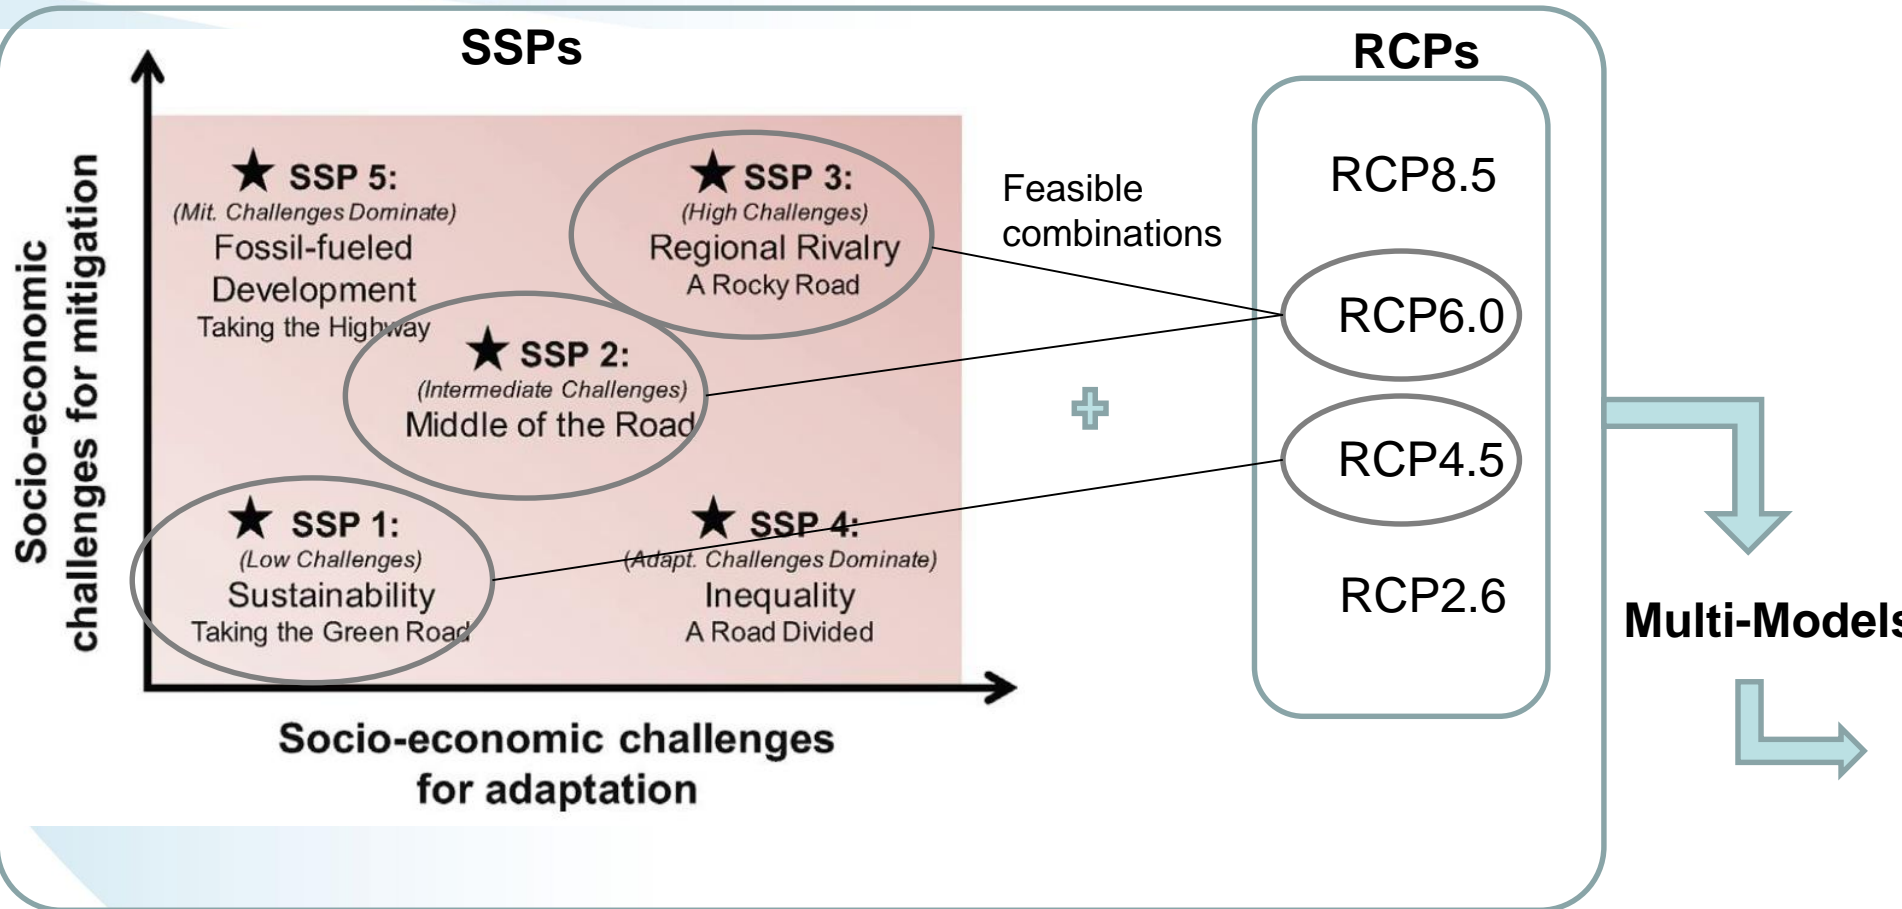 SSPs
RCPs
Socio-economic
challenges for mitigation
SSP 5:
(Mit. Challenges Dominate)
Fossil-fueled
Development
Taking the Highway
SSP 3:
(High Challenges)
Regional Rivalry
A Rocky Road
SSP 2:
(Intermediate Challenges)
Middle of the Road
SSP 1:
(Low Challenges)
Sustainability
Taking the Green Road
SSP 4:
(Adapt. Challenges Dominate)
Inequality
A Road Divided
Socio-economic challenges
for adaptation
Feasible
combinations
RCP8.5
RCP6.0
RCP4.5
RCP2.6
Multi-Models